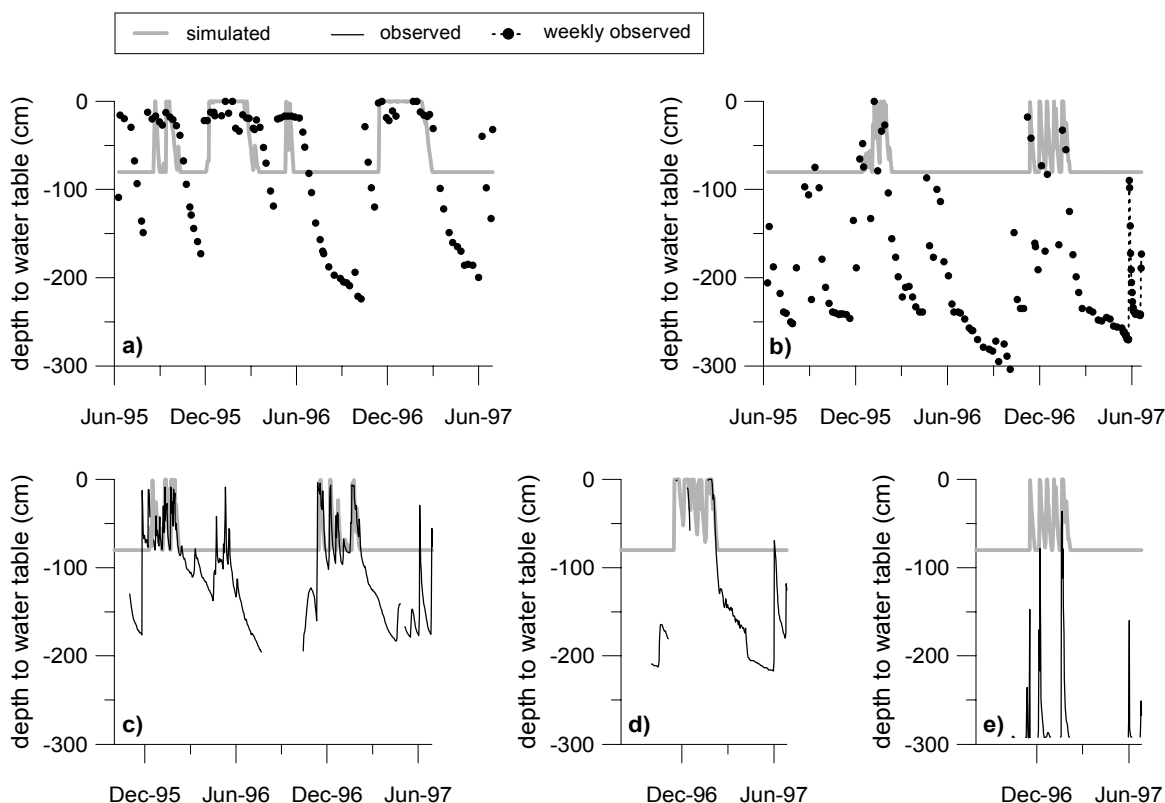 simulated observed weekly observed
depth to water table (cm)
0
-100
-200
-300
a)
Jun-95 Dec-95 Jun-96 Dec-96 Jun-97
depth to water table (cm)
0
-100
-200
-300
b)
Jun-95 Dec-95 Jun-96 Dec-96 Jun-97
depth to water table (cm)
0
-100
-200
-300
c)
Dec-95 Jun-96 Dec-96 Jun-97
depth to water table (cm)
0
-100
-200
-300
d)
Dec-96 Jun-97
depth to water table (cm)
0
-100
-200
-300
e)
Dec-96 Jun-97